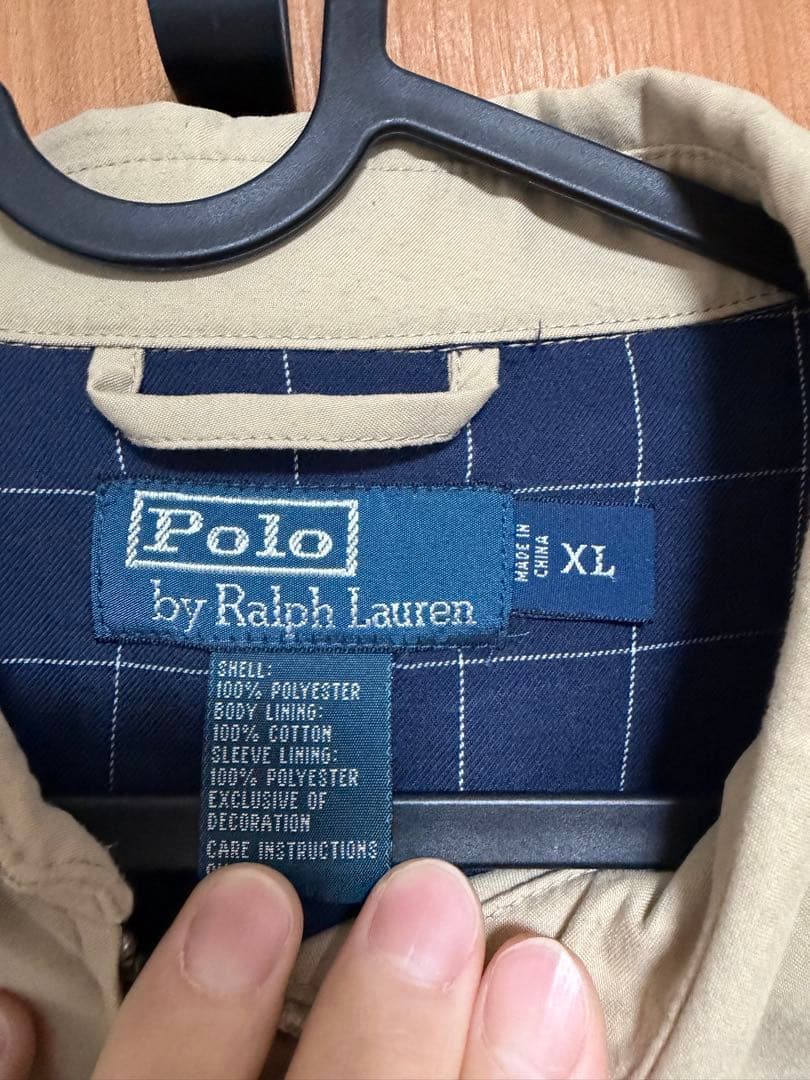 Polo
by Ralph Lauren
MADE IN
CHINA
XL
SHELL:
100% POLYESTER
BODY LINING:
100% COTTON
SLEEVE LINING:
100% POLYESTER
EXCLUSIVE OF
DECORATION
CARE INSTRUCTIONS